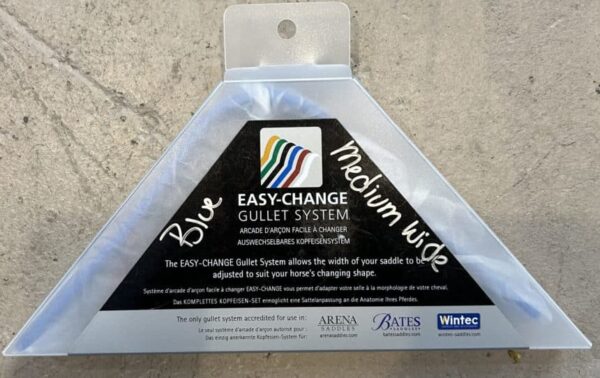 EASY-CHANGE
GULLET SYSTEM
ARCADE D'ARÇON FACILE À CHANGER
AUSWECHSELBARES KOPFEISENSYSTEM
Blue
Medium Wide
The EASY-CHANGE Gullet System allows the width of your saddle to be
adjusted to suit your horse's changing shape.
Système d'arcade d'arçon facile à changer EASY-CHANGE vous permet d'adapter votre selle à la morphologie de votre cheval.
Das KOMPLETTES KOPFEISEN-SET ermöglicht eine Sattelanpassung an die Anatomie Ihres Pferdes.
The only gullet system accredited for use in:
Le seul système d'arcade d'arçon autorisé pour :
Das einzig anerkannte Kopfeisen-System für:
ARENA
SADDLES
arenasaddles.com
BATES
SADDLES
batessaddles.com
Wintec
wintec-saddles.com